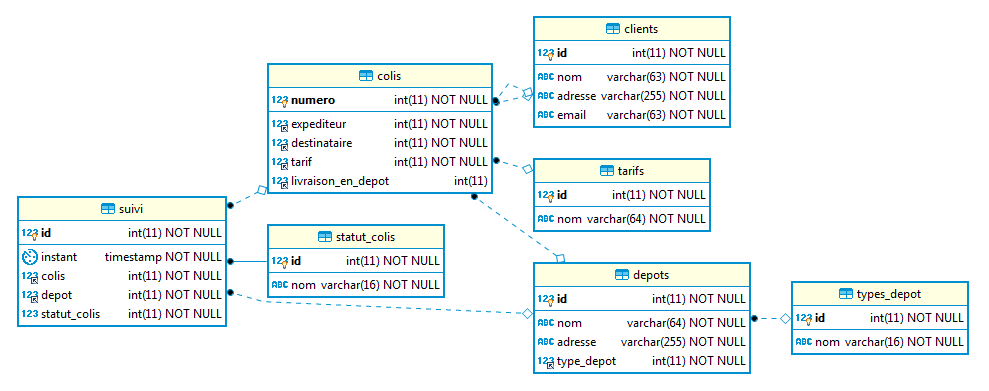 clients
123 id int(11) NOT NULL
ABC nom varchar(63) NOT NULL
ABC adresse varchar(255) NOT NULL
ABC email varchar(63) NOT NULL
colis
123 numero int(11) NOT NULL
123 expediteur int(11) NOT NULL
123 destinataire int(11) NOT NULL
123 tarif int(11) NOT NULL
123 livraison_en_depot int(11)
tarifs
123 id int(11) NOT NULL
ABC nom varchar(64) NOT NULL
suivi
123 id int(11) NOT NULL
instant timestamp NOT NULL
123 colis int(11) NOT NULL
123 depot int(11) NOT NULL
123 statut_colis int(11) NOT NULL
statut_colis
123 id int(11) NOT NULL
ABC nom varchar(16) NOT NULL
depots
123 id int(11) NOT NULL
ABC nom varchar(64) NOT NULL
ABC adresse varchar(255) NOT NULL
123 type_depot int(11) NOT NULL
types_depot
123 id int(11) NOT NULL
ABC nom varchar(16) NOT NULL